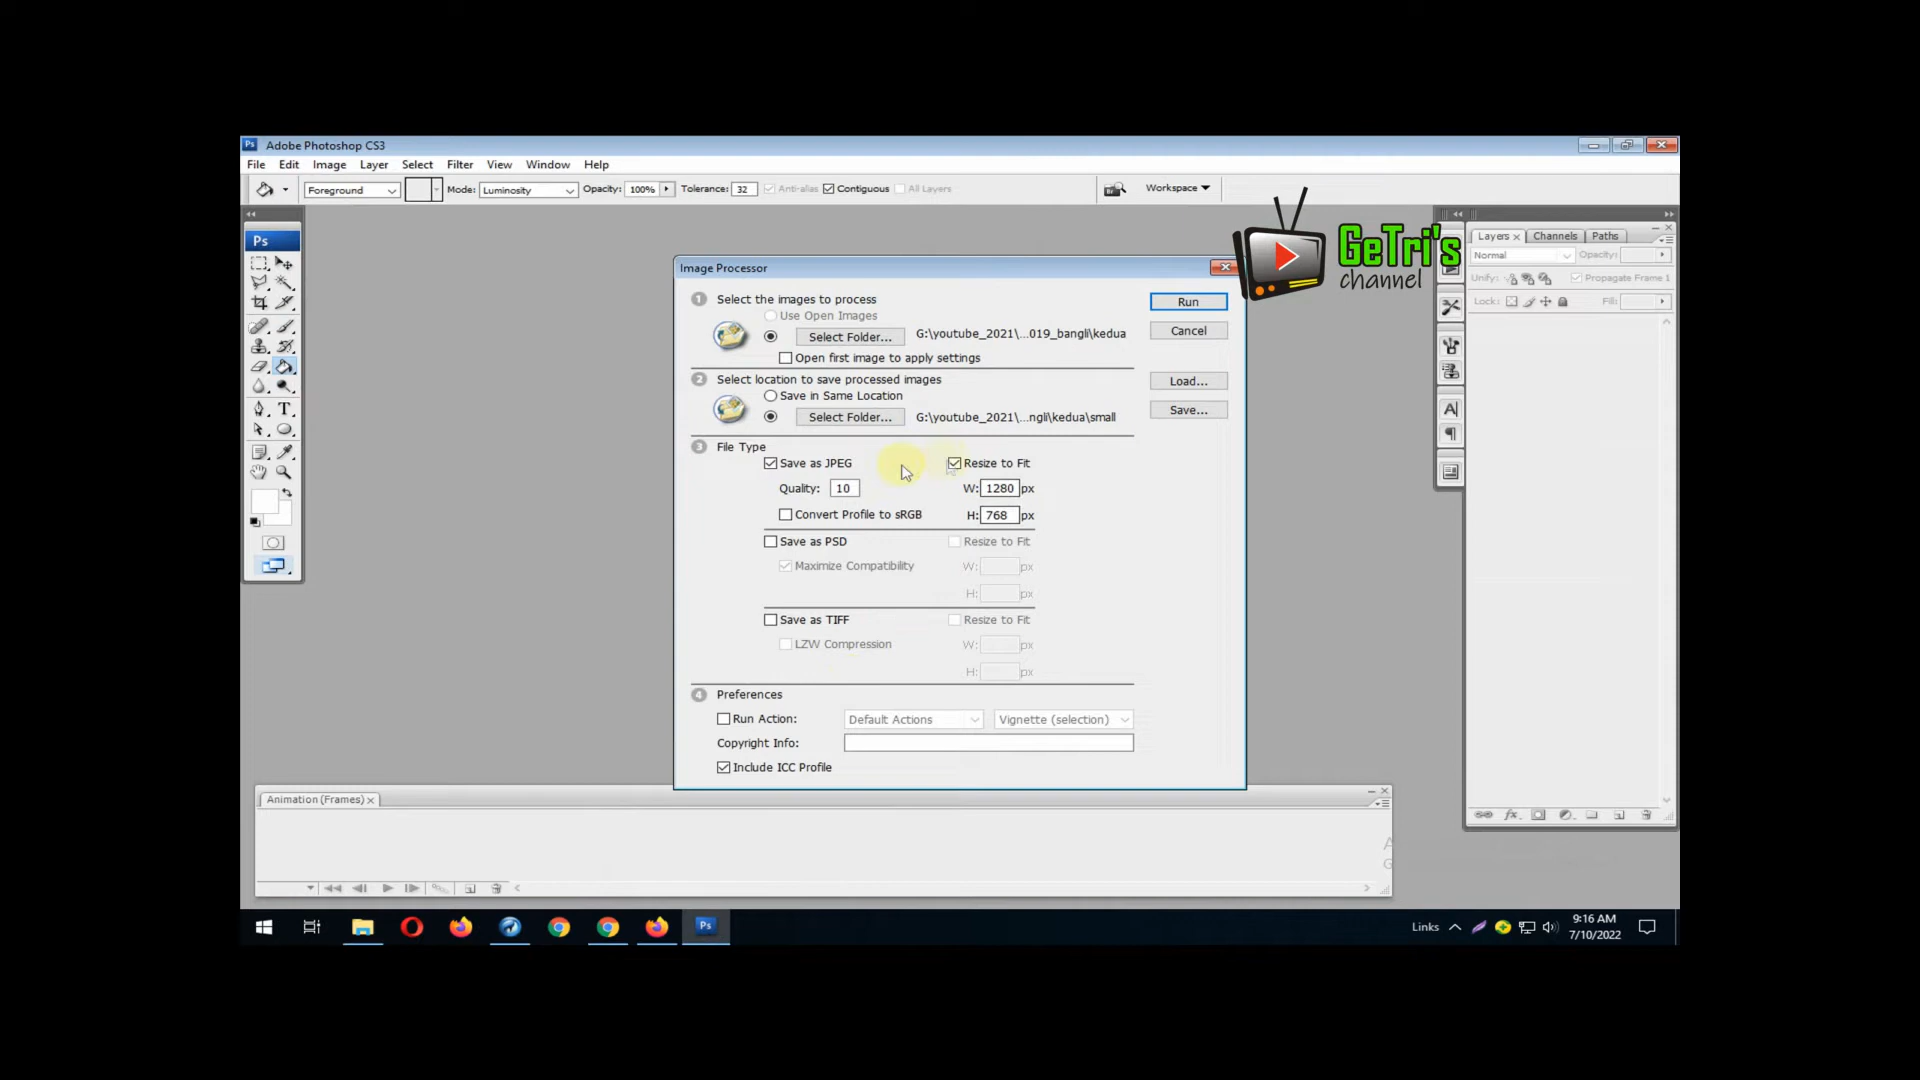 Ps Adobe Photoshop CS3
File Edit Image Layer Select Filter View Window Help
Foreground Mode: Luminosity Opacity: 100% Tolerance: 32 Anti-alias Contiguous All Layers Workspace
Ps
GeTri's
channel
Layers x Channels Paths
Normal Opacity:
Unify: Propagate Frame 1
Lock: Fill:
Image Processor
1 Select the images to process
Use Open Images
Select Folder... G:\youtube_2021\...019_bangli\kedua
Open first image to apply settings
2 Select location to save processed images
Save in Same Location
Select Folder... G:\youtube_2021\...ngli\kedua\small
3 File Type
Save as JPEG Resize to Fit
Quality: 10 W: 1280 px
Convert Profile to sRGB H: 768 px
Save as PSD Resize to Fit
Maximize Compatibility W: px
H: px
Save as TIFF Resize to Fit
LZW Compression W: px
H: px
4 Preferences
Run Action: Default Actions Vignette (selection)
Copyright Info:
Include ICC Profile
Run
Cancel
Load...
Save...
Animation (Frames) x
A
G
Ps
Links
9:16 AM
7/10/2022